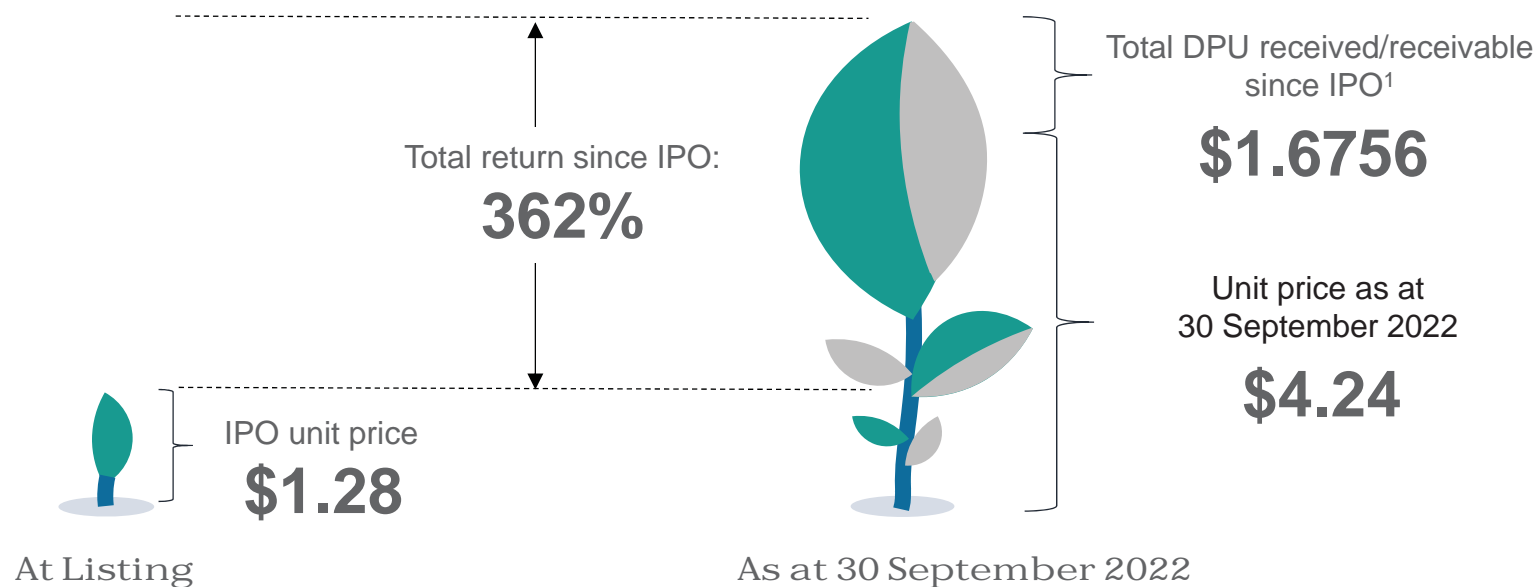 Total return since IPO:
362%
Total DPU received/receivable
since IPO¹
$1.6756
Unit price as at
30 September 2022
$4.24
IPO unit price
$1.28
At Listing
As at 30 September 2022